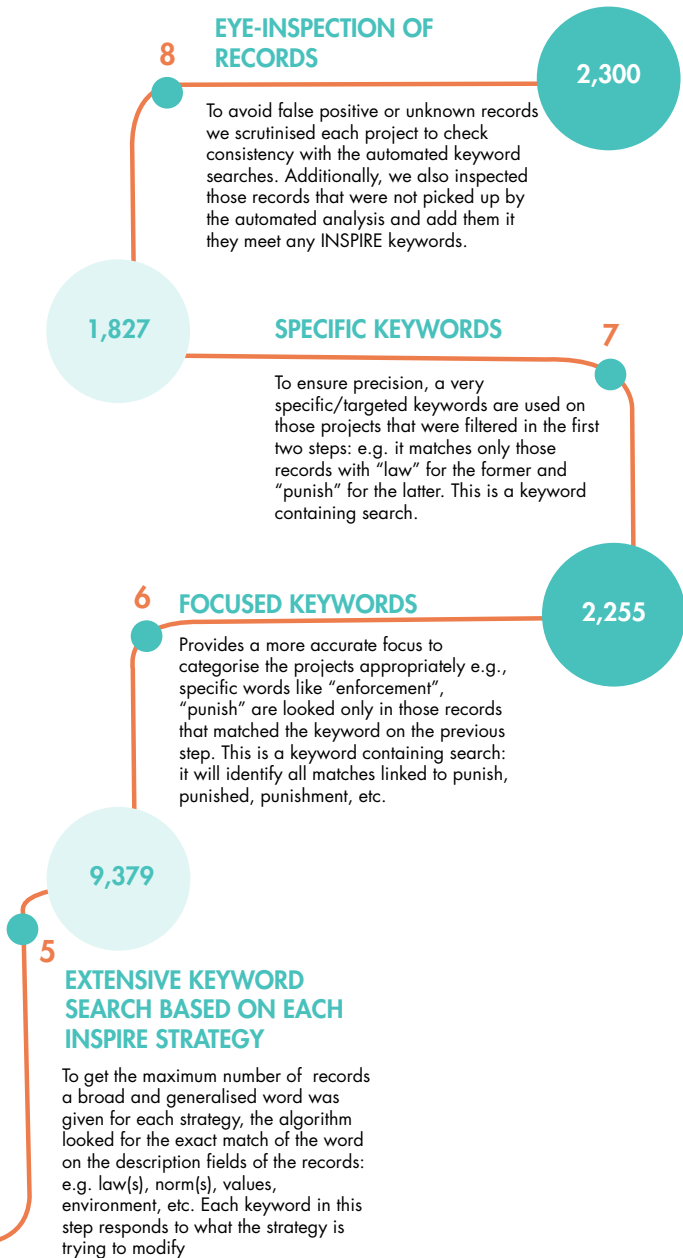 EYE-INSPECTION OF
RECORDS
8
2,300
To avoid false positive or unknown records
we scrutinised each project to check
consistency with the automated keyword
searches. Additionally, we also inspected
those records that were not picked up by
the automated analysis and add them it
they meet any INSPIRE keywords.
1,827
SPECIFIC KEYWORDS
7
To ensure precision, a very
specific/targeted keywords are used on
those projects that were filtered in the first
two steps: e.g. it matches only those
records with “law” for the former and
“punish” for the latter. This is a keyword
containing search.
6
FOCUSED KEYWORDS
2,255
Provides a more accurate focus to
categorise the projects appropriately e.g.,
specific words like “enforcement”,
“punish” are looked only in those records
that matched the keyword on the previous
step. This is a keyword containing search:
it will identify all matches linked to punish,
punished, punishment, etc.
9,379
5
EXTENSIVE KEYWORD
SEARCH BASED ON EACH
INSPIRE STRATEGY
To get the maximum number of records
a broad and generalised word was
given for each strategy, the algorithm
looked for the exact match of the word
on the description fields of the records:
e.g. law(s), norm(s), values,
environment, etc. Each keyword in this
step responds to what the strategy is
trying to modify